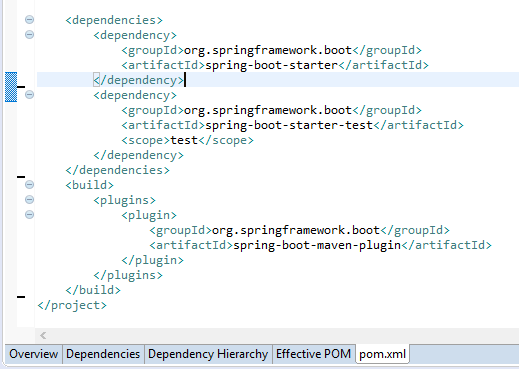 <dependencies>
<dependency>
<groupId>org.springframework.boot</groupId>
<artifactId>spring-boot-starter</artifactId>
</dependency>
<dependency>
<groupId>org.springframework.boot</groupId>
<artifactId>spring-boot-starter-test</artifactId>
<scope>test</scope>
</dependency>
</dependencies>
<build>
<plugins>
<plugin>
<groupId>org.springframework.boot</groupId>
<artifactId>spring-boot-maven-plugin</artifactId>
</plugin>
</plugins>
</build>
</project>
Overview Dependencies Dependency Hierarchy Effective POM pom.xml